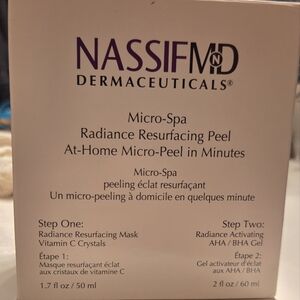 NASSIFMD
DERMACEUTICALS®
Micro-Spa
Radiance Resurfacing Peel
At-Home Micro-Peel in Minutes
Micro-Spa
peeling éclat resurfaçant
Un micro-peeling à domicile en quelques minute
Step One:
Radiance Resurfacing Mask
Vitamin C Crystals
Étape 1:
Masque resurfaçant éclat
aux cristaux de vitamine C
1.7 fl oz / 50 ml
Step Two:
Radiance Activating
AHA / BHA Gel
Étape 2:
Gel activateur d'éclat
aux AHA / BHA
2 fl oz / 60 ml